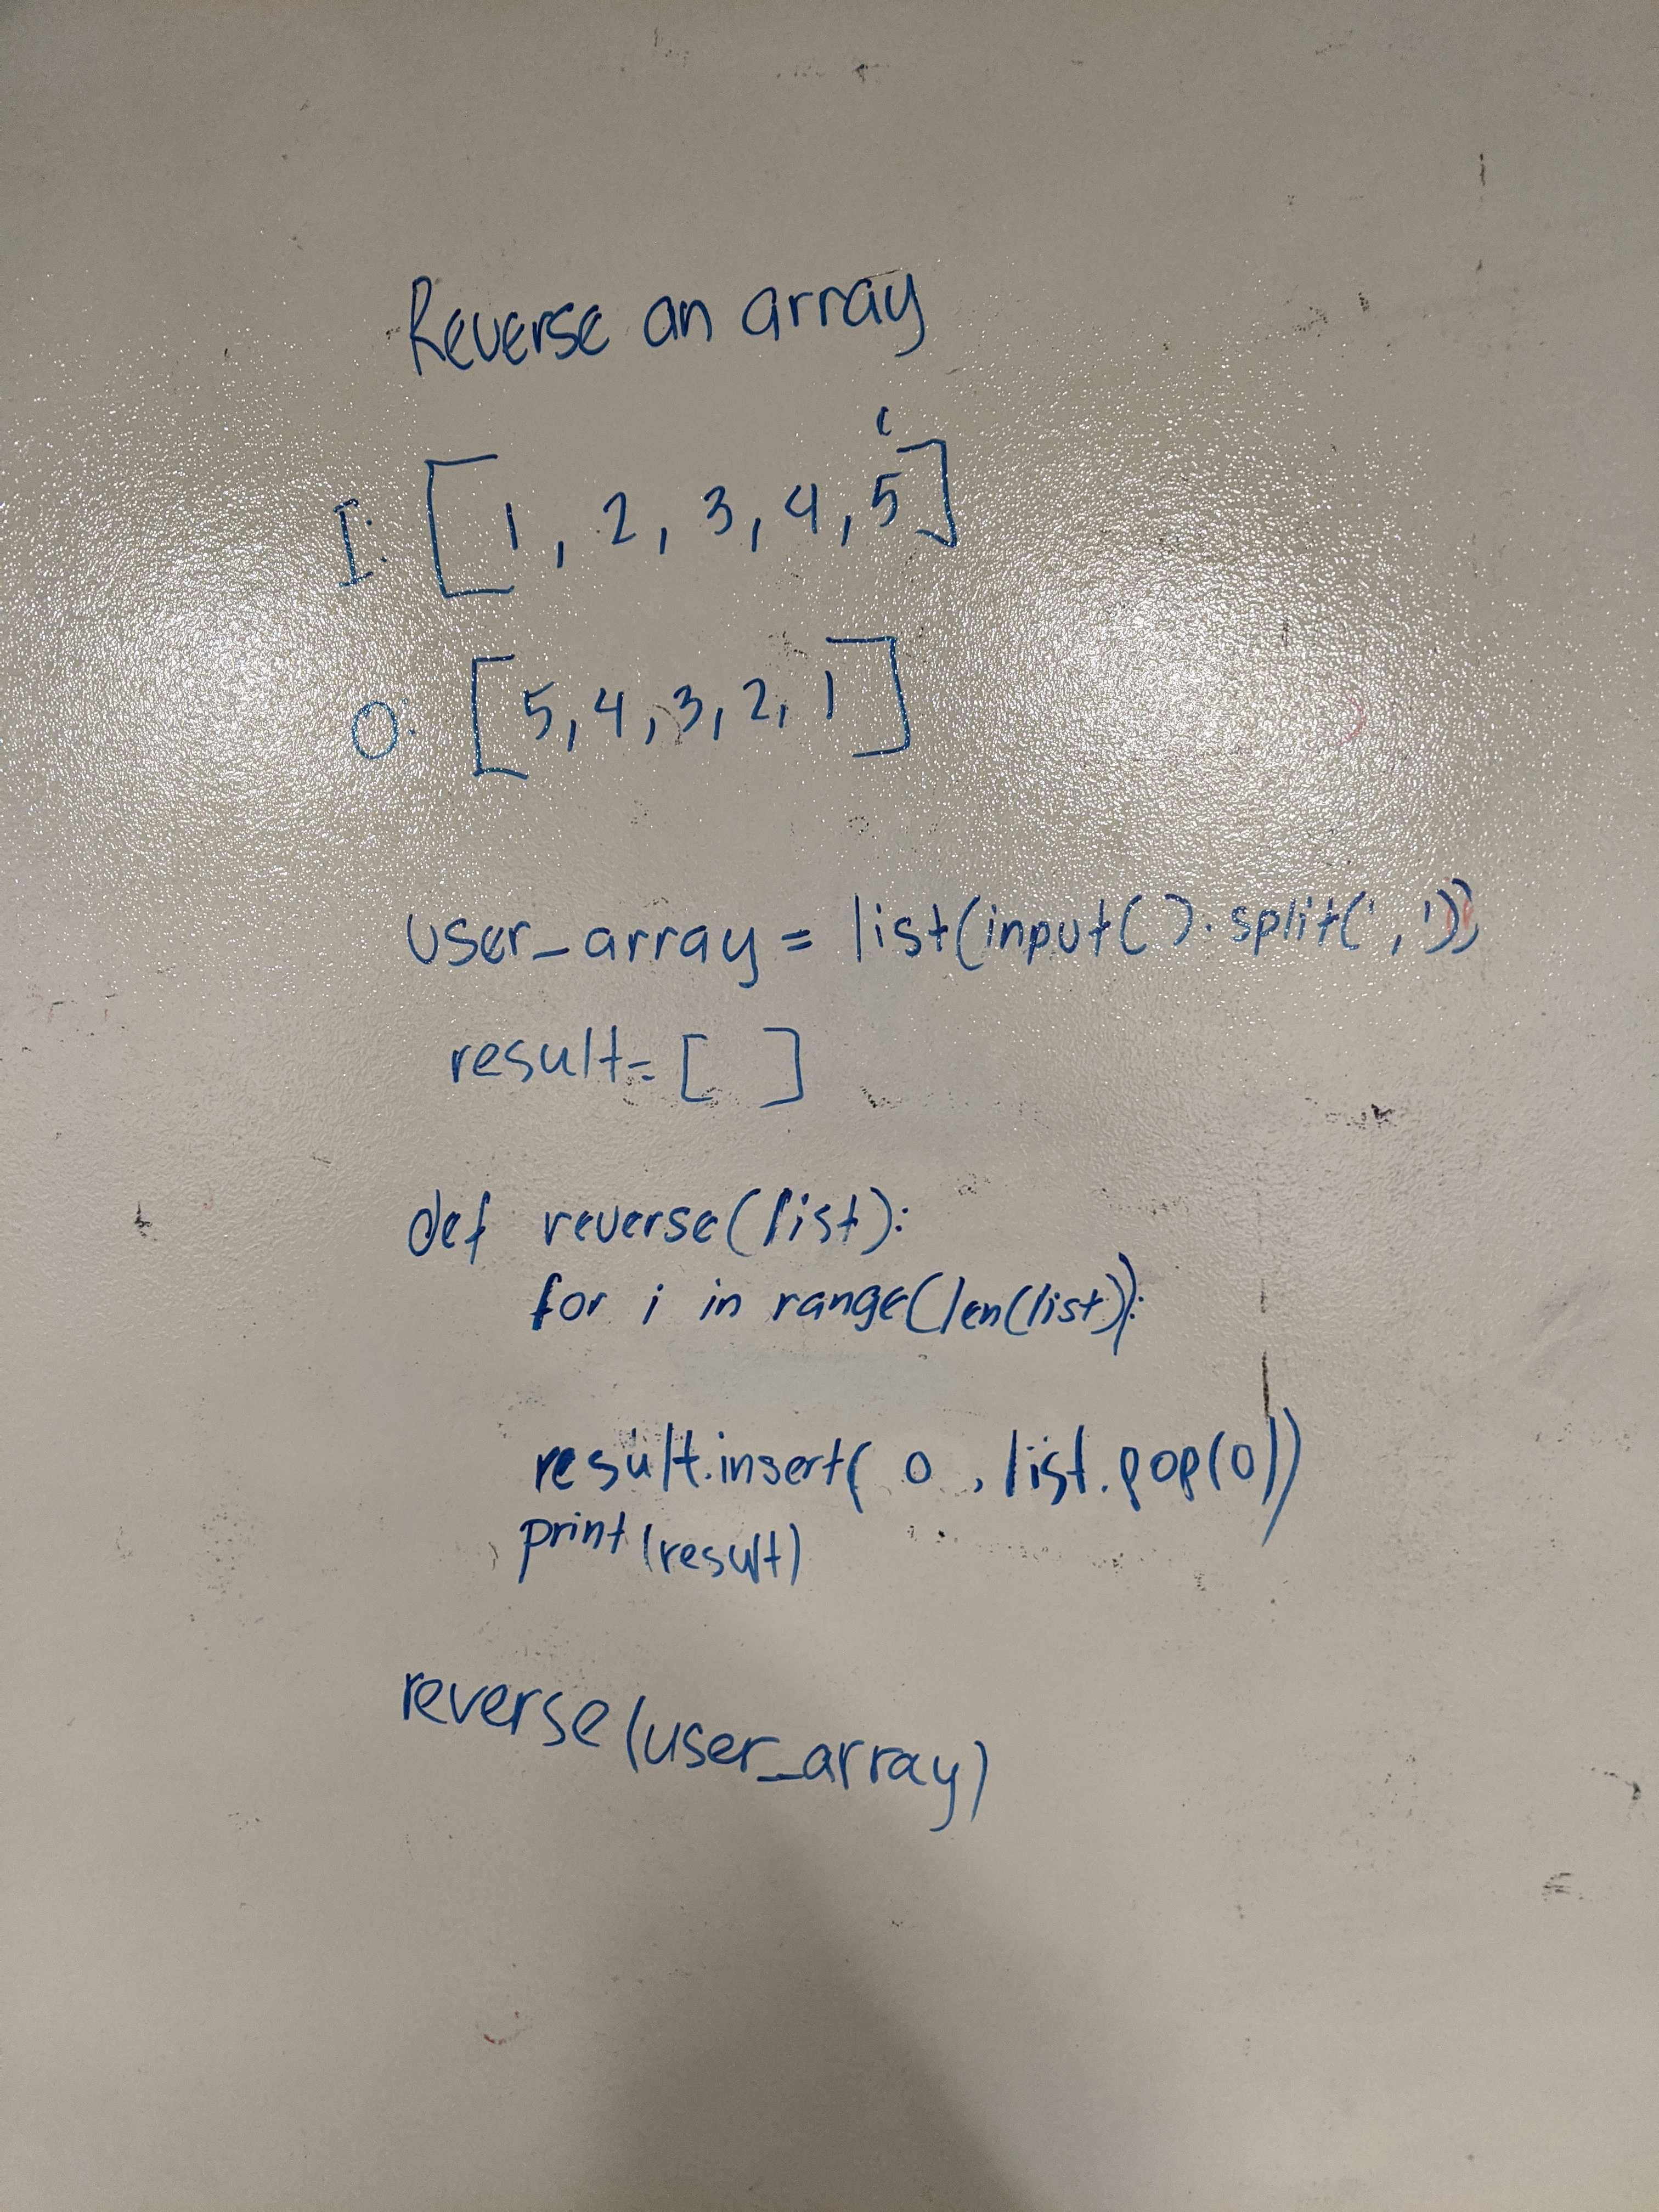 Reverse an array
I: [1, 2, 3, 4, 5]
O: [5, 4, 3, 2, 1]
user_array = list(input().split(','))
result= [ ]
def reverse(list):
for i in range(len(list)):
result.insert( 0 , list.pop(0))
print(result)
reverse(user_array)